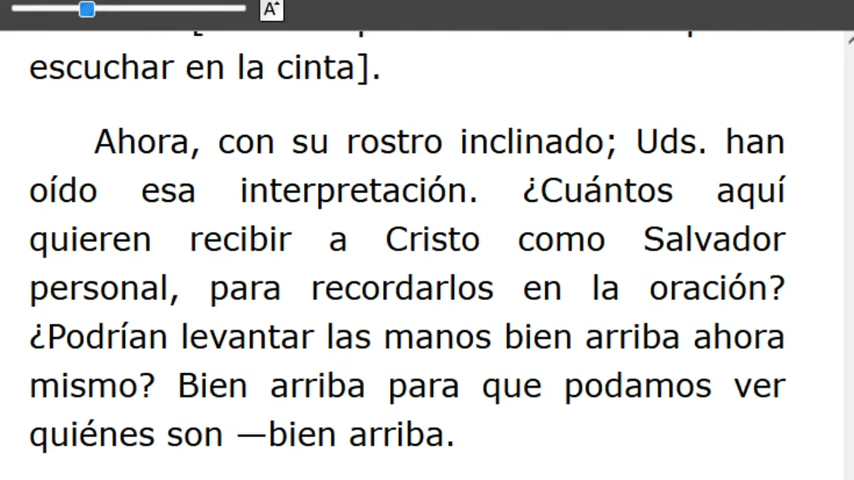 A
escuchar en la cinta].
Ahora, con su rostro inclinado; Uds. han
oído esa interpretación. ¿Cuántos aquí
quieren recibir a Cristo como Salvador
personal, para recordarlos en la oración?
¿Podrían levantar las manos bien arriba ahora
mismo? Bien arriba para que podamos ver
quiénes son —bien arriba.